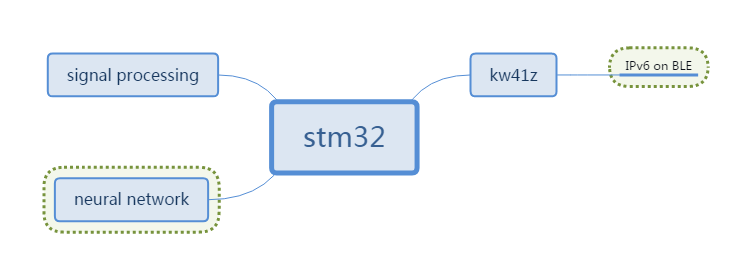 signal processing
kw41z
IPv6 on BLE
stm32
neural network